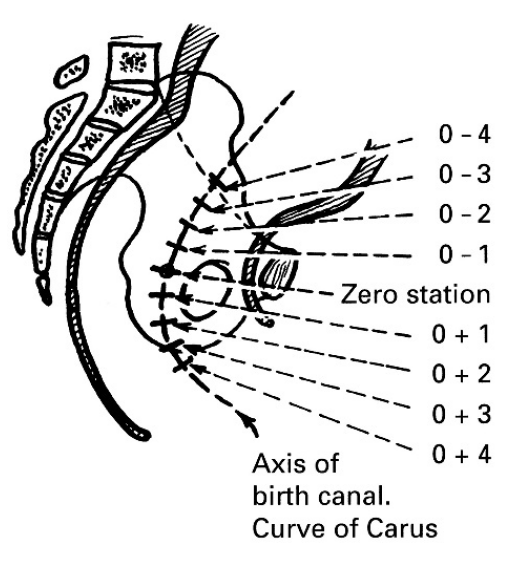 0 - 4
0 - 3
0 - 2
0 - 1
Zero station
0 + 1
0 + 2
0 + 3
0 + 4
Axis of
birth canal.
Curve of Carus